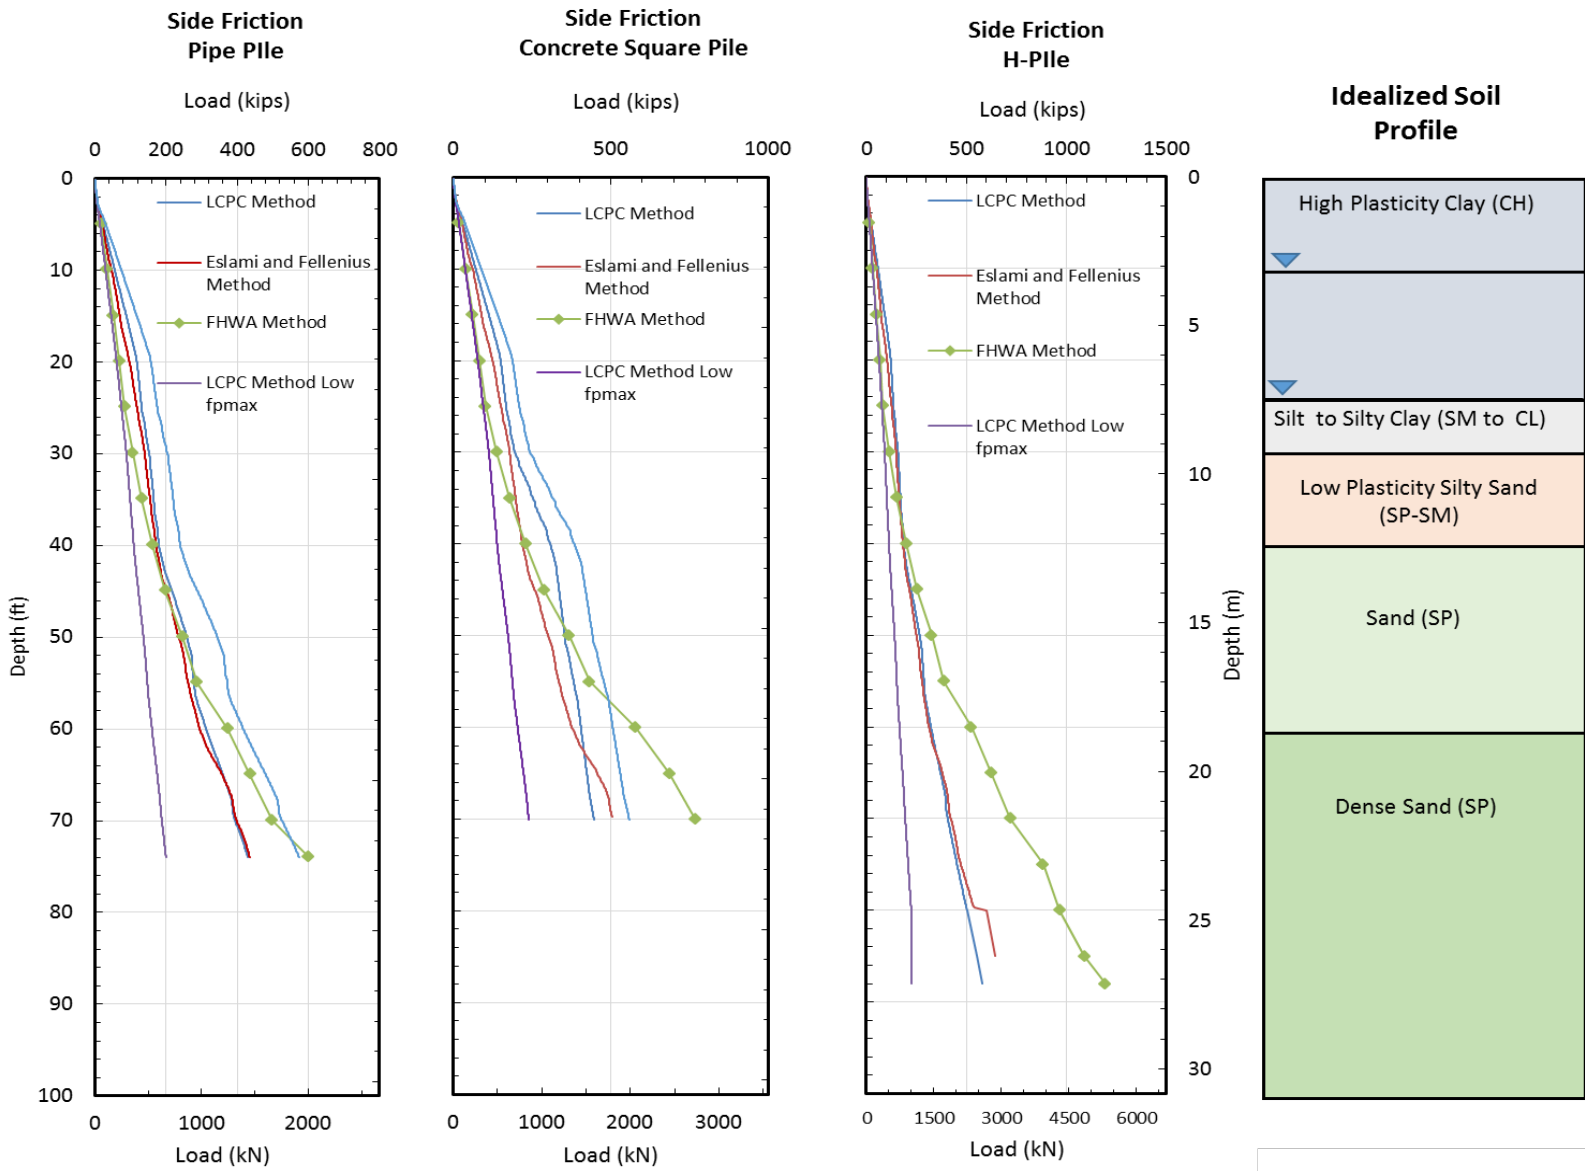 Side Friction
Pipe PIle
Load (kips)
0 200 400 600 800
0
10
20
30
40
50
60
70
80
90
100
Depth (ft)
LCPC Method
Eslami and Fellenius
Method
FHWA Method
LCPC Method Low
fpmax
0 1000 2000
Load (kN)
Side Friction
Concrete Square Pile
Load (kips)
0 500 1000
LCPC Method
Eslami and Fellenius
Method
FHWA Method
LCPC Method Low
fpmax
0 1000 2000 3000
Load (kN)
Side Friction
H-PIle
Load (kips)
0 500 1000 1500
LCPC Method
Eslami and Fellenius
Method
FHWA Method
LCPC Method Low
fpmax
0 1500 3000 4500 6000
Load (kN)
0
5
10
15
20
25
30
Depth (m)
Idealized Soil
Profile
High Plasticity Clay (CH)
Silt to Silty Clay (SM to CL)
Low Plasticity Silty Sand
(SP-SM)
Sand (SP)
Dense Sand (SP)